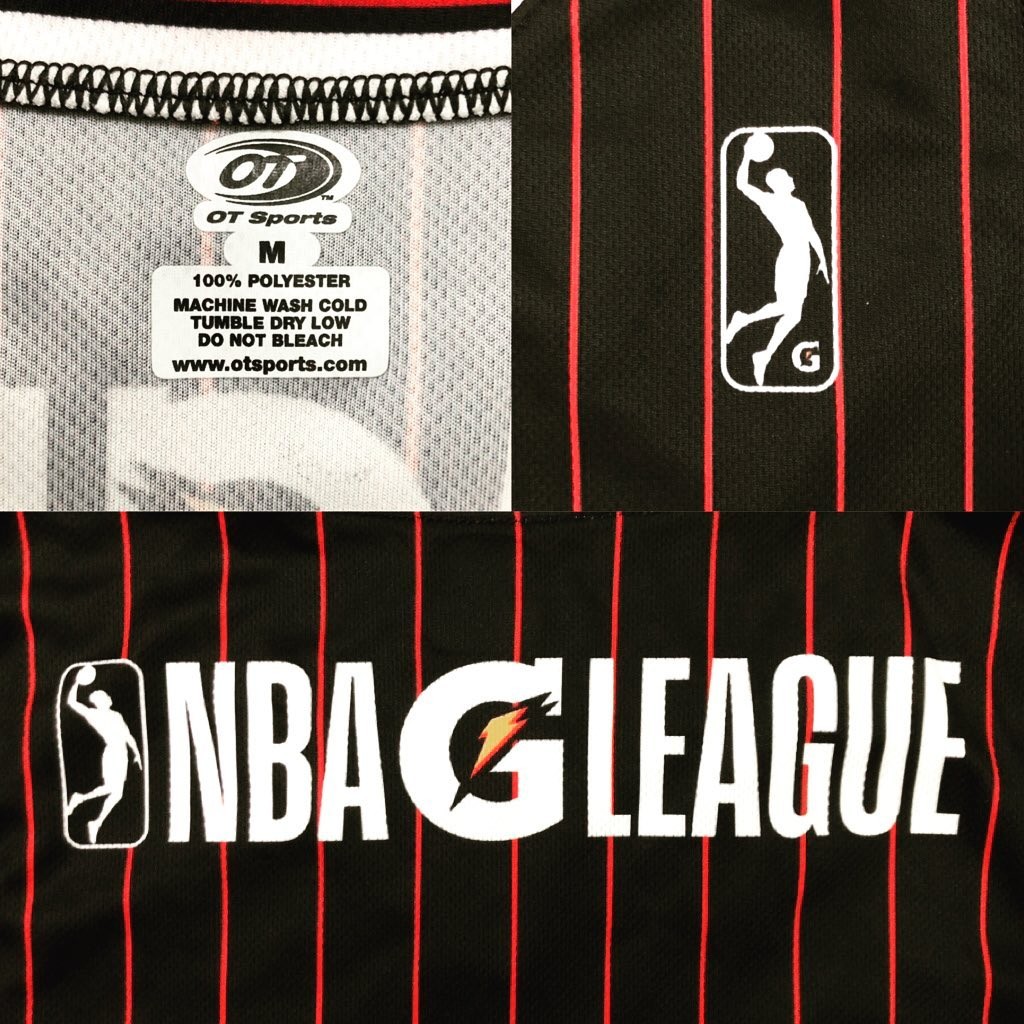 OT
™
OT Sports
M
100% POLYESTER
MACHINE WASH COLD
TUMBLE DRY LOW
DO NOT BLEACH
www.otsports.com
G
NBA G LEAGUE